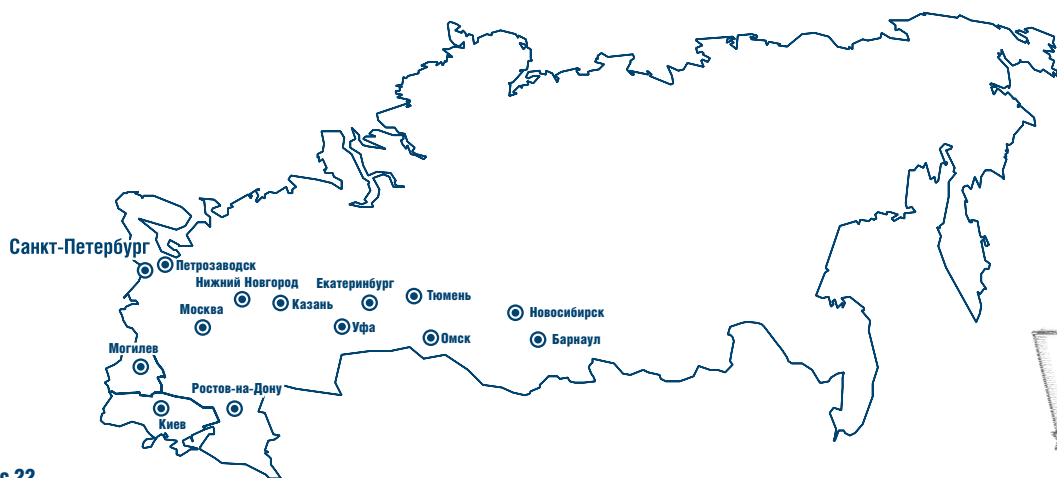 Санкт-Петербург
Петрозаводск
Нижний Новгород
Екатеринбург
Тюмень
Казань
Москва
Новосибирск
Уфа
Омск
Барнаул
Могилев
Ростов-на-Дону
Киев